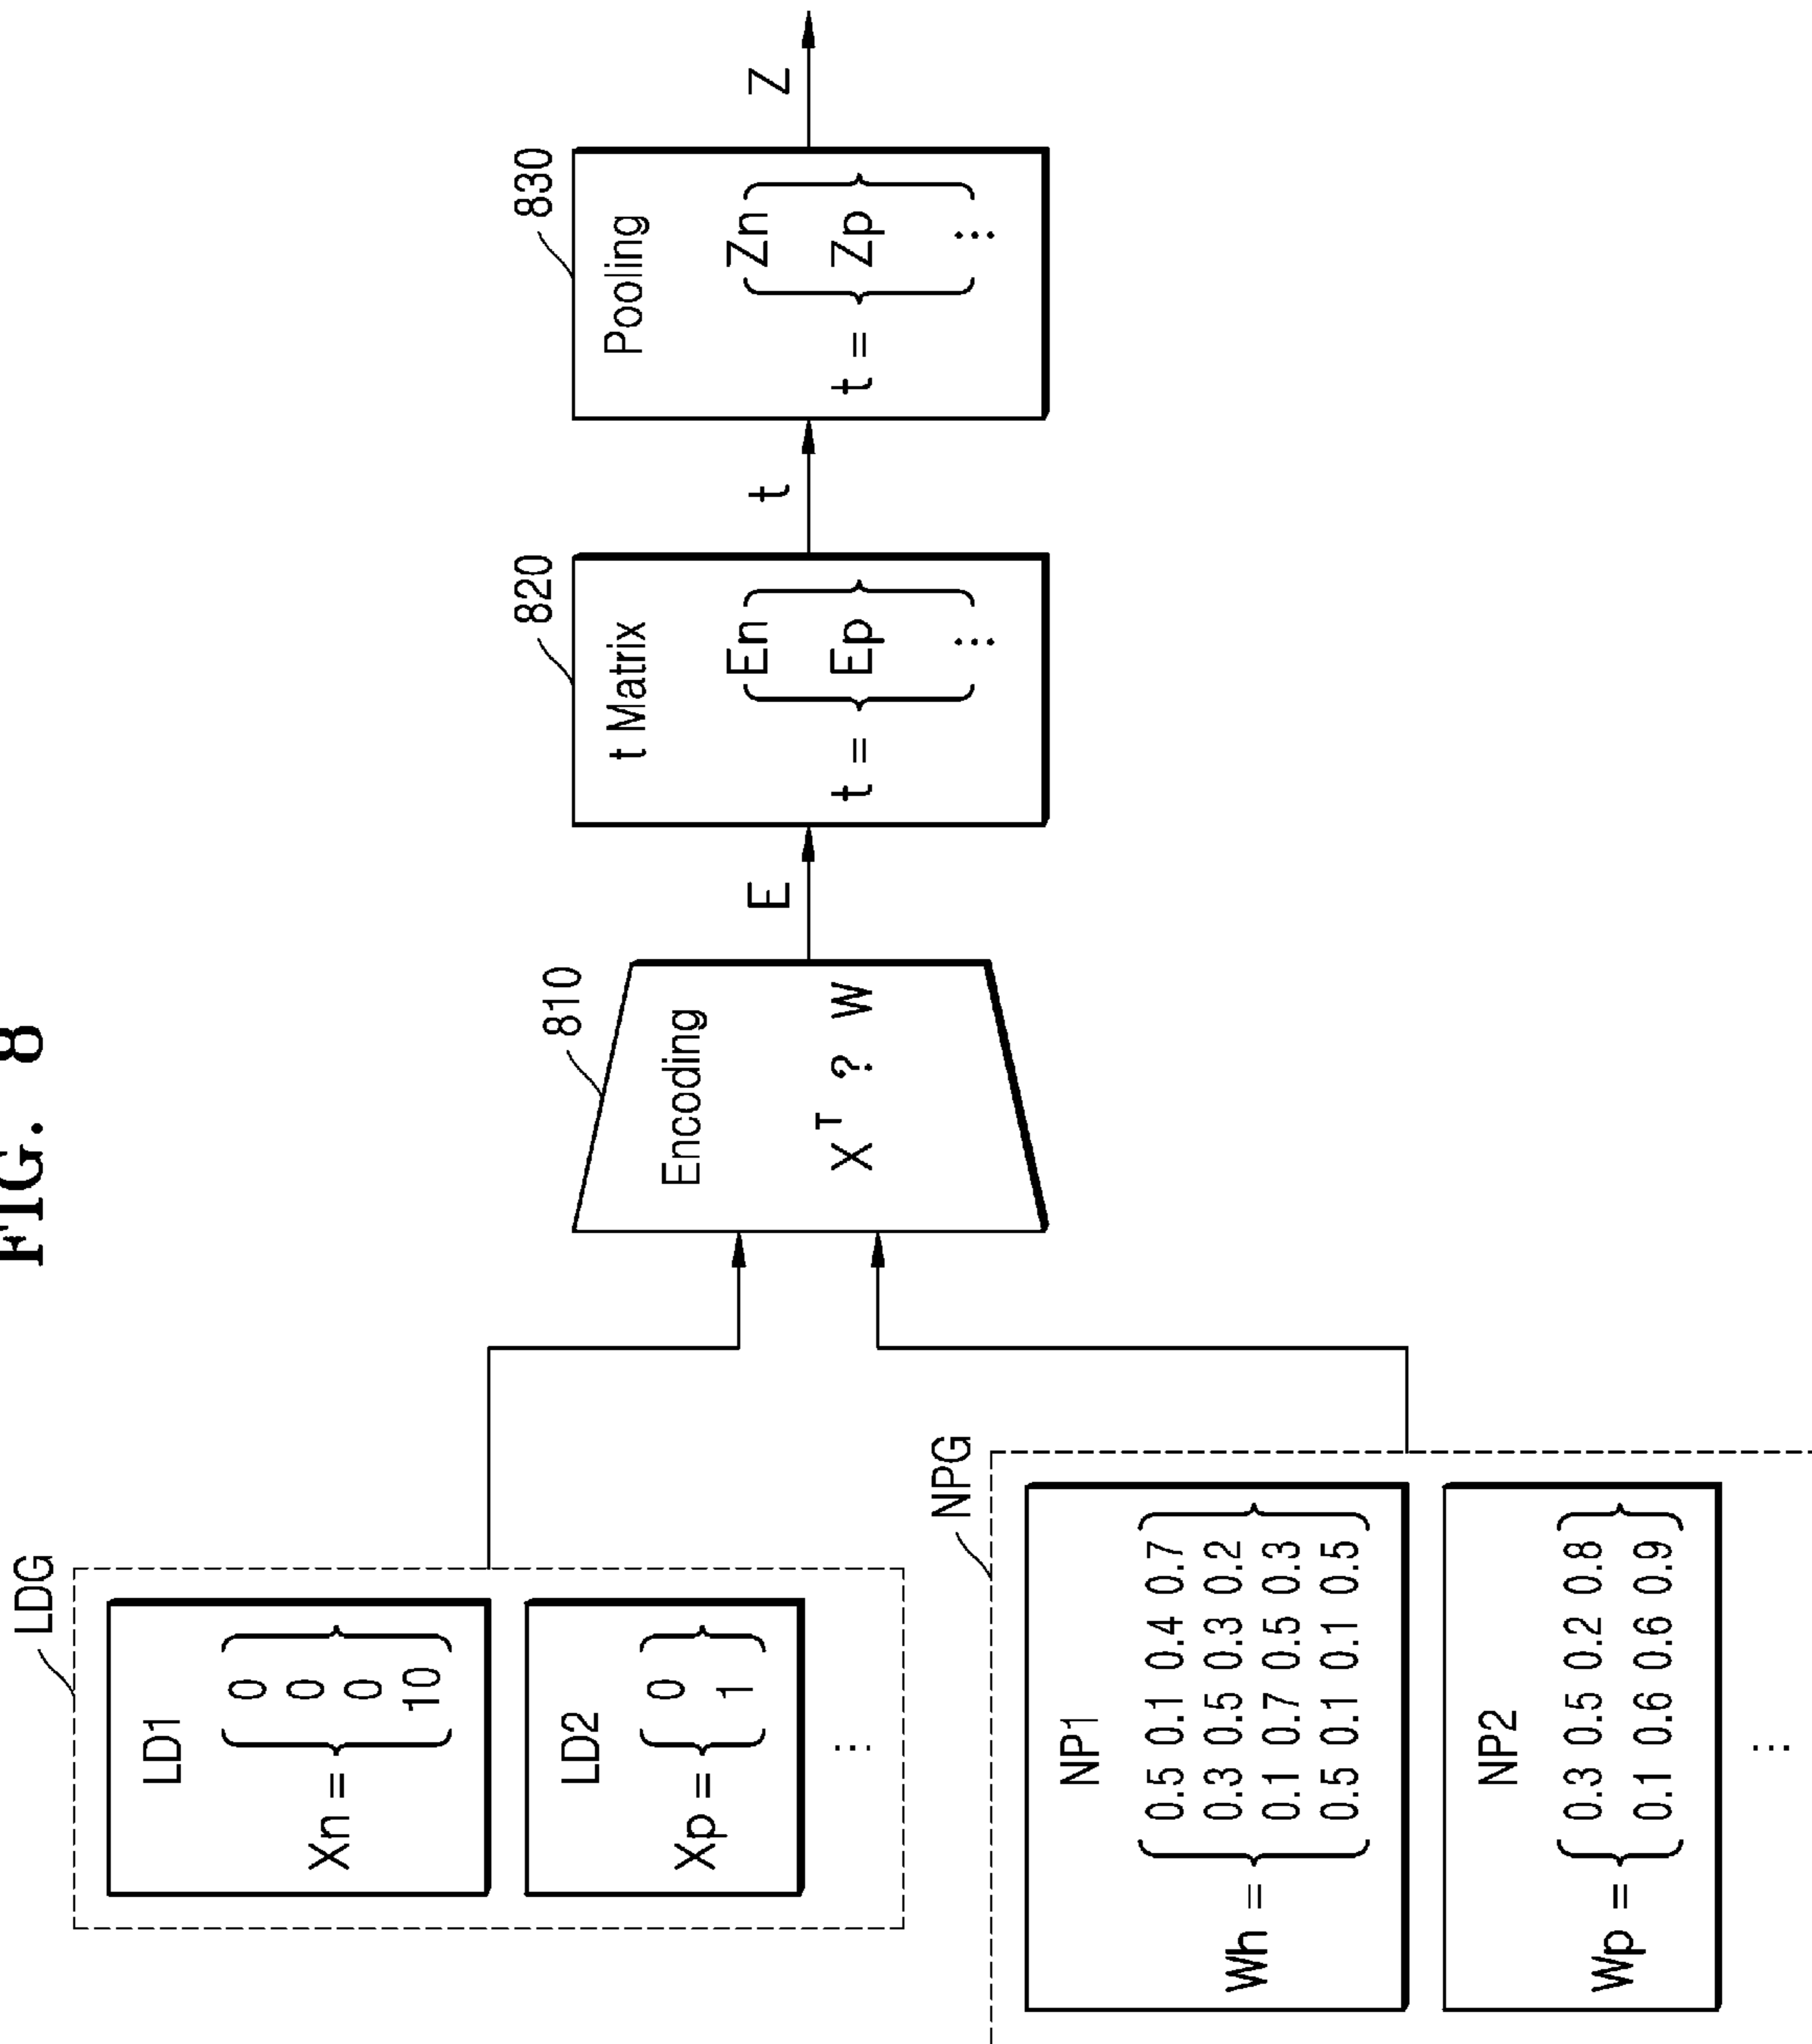 FIG. 8
LDG
LD1
Xn = { 0
0
0
10 }
LD2
Xp = { 0
1 }
⋮
NPG
NP1
Wh = { 0.5 0.1 0.4 0.7
0.3 0.5 0.3 0.2
0.1 0.7 0.5 0.3
0.5 0.1 0.1 0.5 }
NP2
Wp = { 0.3 0.5 0.2 0.8
0.1 0.6 0.6 0.9 }
⋮
810
Encoding
X^T ? W
E
820
t Matrix
t = { En
Ep
⋮ }
t
830
Pooling
t = { Zn
Zp
⋮ }
Z